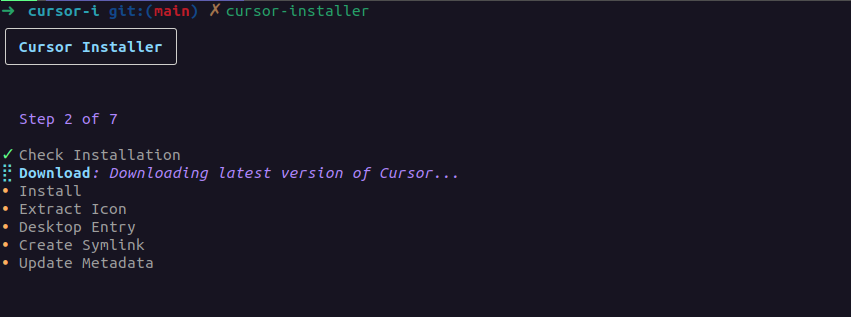 ➜ cursor-i git:(main) ✗ cursor-installer
Cursor Installer
Step 2 of 7
✓ Check Installation
⣟ Download: Downloading latest version of Cursor...
• Install
• Extract Icon
• Desktop Entry
• Create Symlink
• Update Metadata